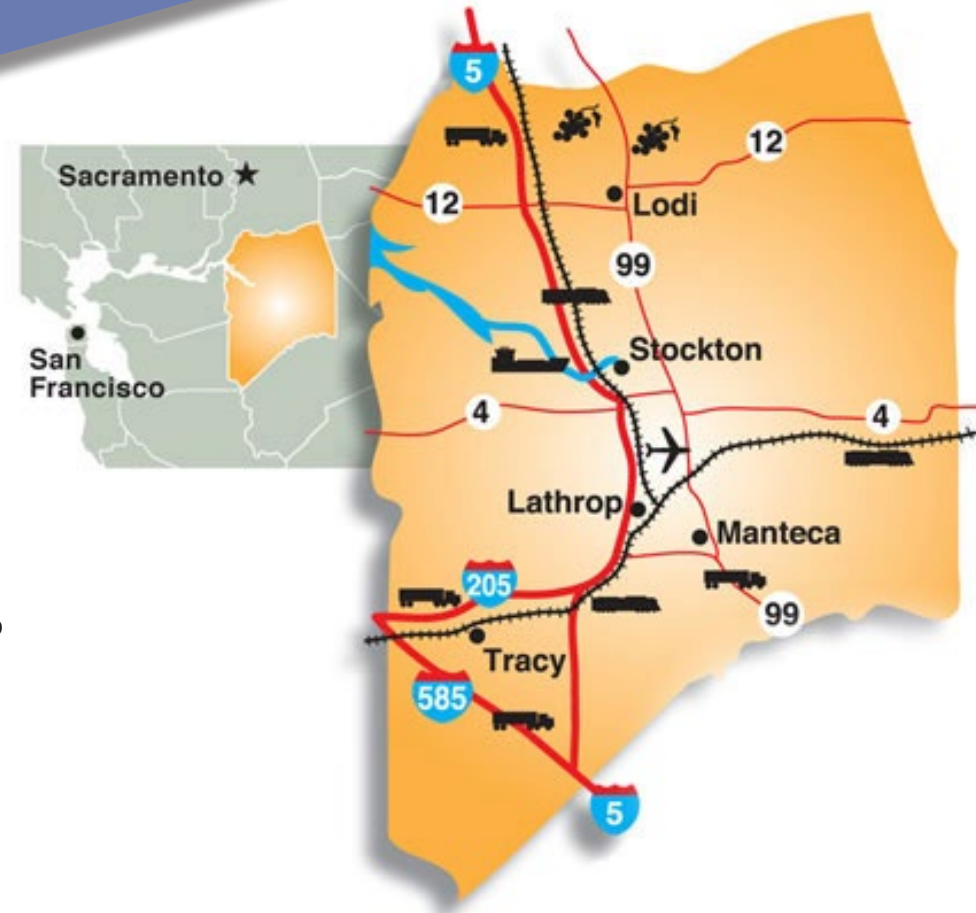 5
Sacramento
12
12
Lodi
99
San
Francisco
Stockton
4
4
Lathrop
Manteca
205
99
Tracy
585
5